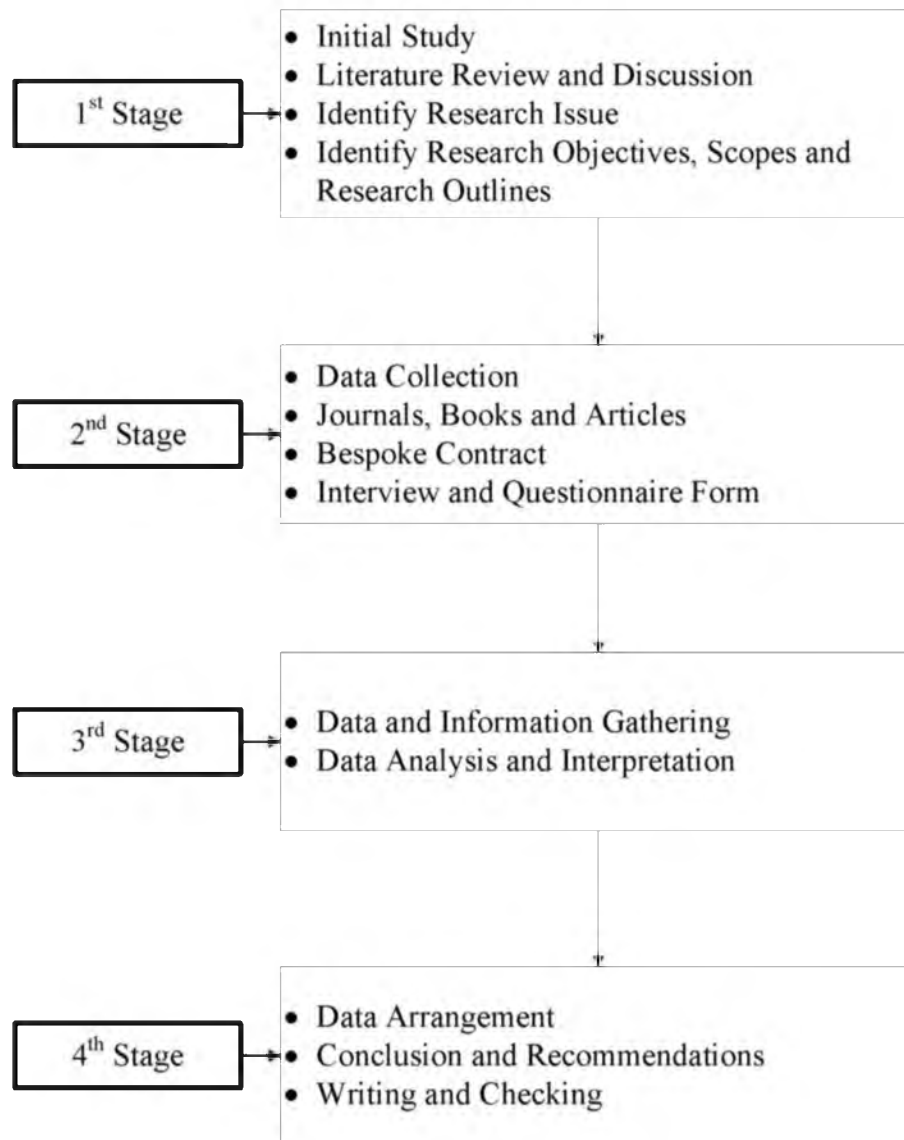 • Initial Study
• Literature Review and Discussion
1st Stage
• Identify Research Issue
• Identify Research Objectives, Scopes and
Research Outlines
• Data Collection
• Journals, Books and Articles
2nd Stage
• Bespoke Contract
• Interview and Questionnaire Form
3rd Stage
• Data and Information Gathering
• Data Analysis and Interpretation
• Data Arrangement
4th Stage
• Conclusion and Recommendations
• Writing and Checking